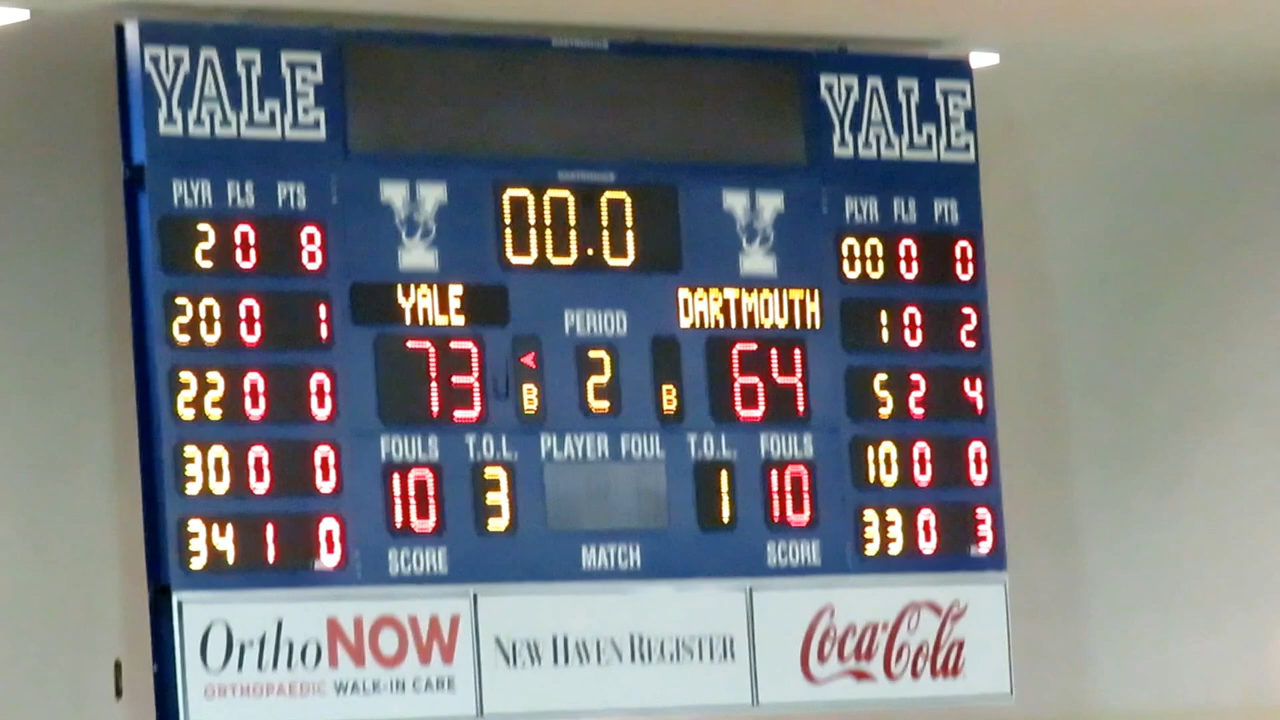 YALE YALE
PLYR FLS PTS
2 0 8
20 0 1
22 0 0
30 0 0
34 1 0
Y 00.0 Y
YALE PERIOD DARTMOUTH
73 B 2 B 64
FOULS T.O.L. PLAYER FOUL T.O.L. FOULS
10 3 1 10
SCORE MATCH SCORE
PLYR FLS PTS
00 0 0
1 0 2
5 2 4
10 0 0
33 0 3
OrthoNOW
ORTHOPAEDIC WALK-IN CARE
NEW HAVEN REGISTER
Coca-Cola